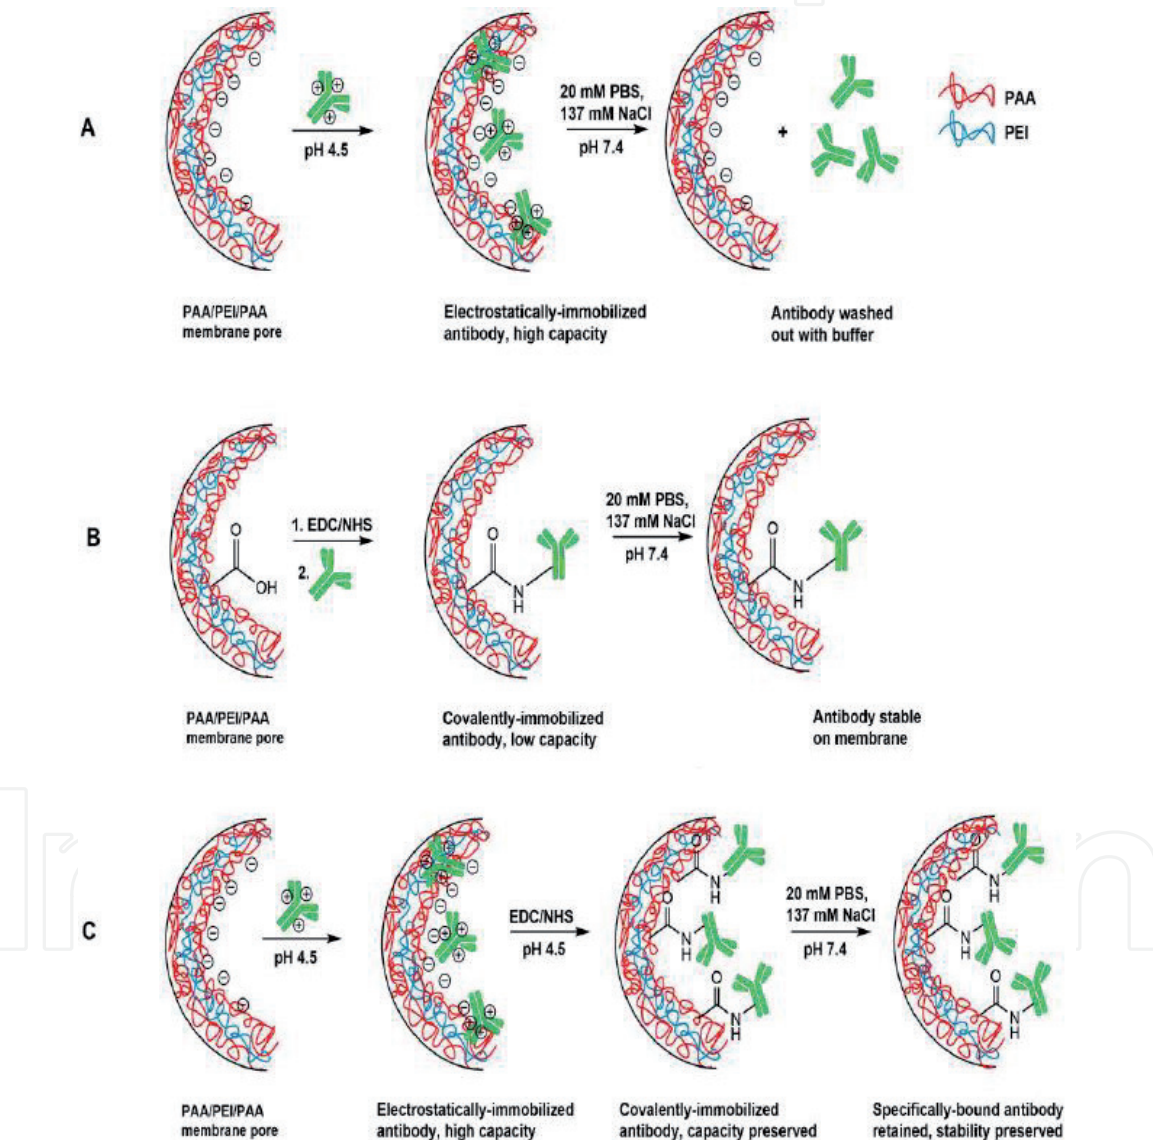 A
pH 4.5
20 mM PBS,
137 mM NaCl
pH 7.4
+
PAA
PEI
PAA/PEI/PAA
membrane pore
Electrostatically-immobilized
antibody, high capacity
Antibody washed
out with buffer
B
O
OH
1. EDC/NHS
2.
O
N
H
20 mM PBS,
137 mM NaCl
pH 7.4
O
N
H
PAA/PEI/PAA
membrane pore
Covalently-immobilized
antibody, low capacity
Antibody stable
on membrane
C
pH 4.5
EDC/NHS
pH 4.5
O
N
H
O
N
H
O
N
H
20 mM PBS,
137 mM NaCl
pH 7.4
O
N
H
O
N
H
O
N
H
PAA/PEI/PAA
membrane pore
Electrostatically-immobilized
antibody, high capacity
Covalently-immobilized
antibody, capacity preserved
Specifically-bound antibody
retained, stability preserved